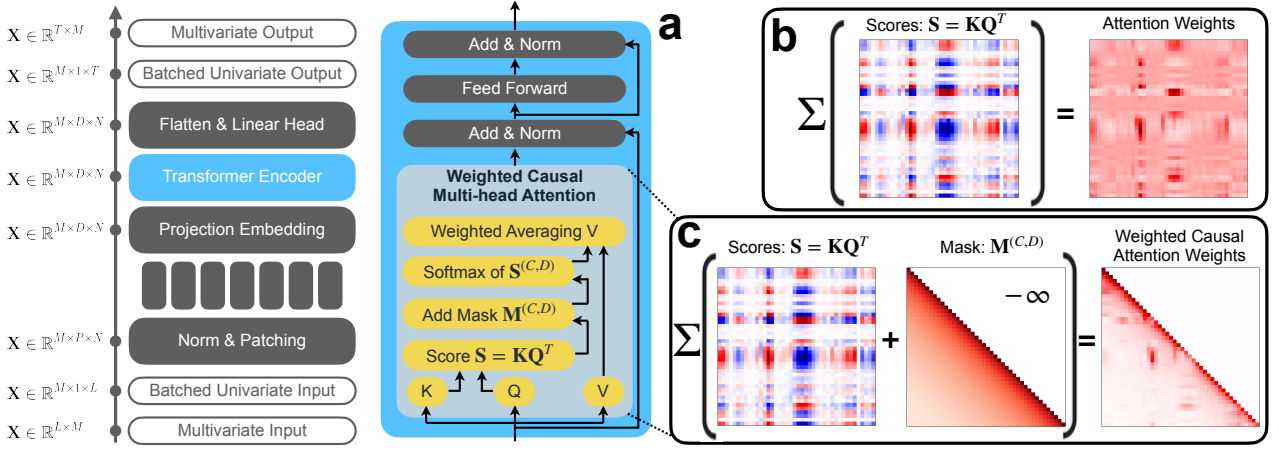 X ∈ ℝ^{T×M}
Multivariate Output
X ∈ ℝ^{M×1×T}
Batched Univariate Output
X ∈ ℝ^{M×D×N}
Flatten & Linear Head
X ∈ ℝ^{M×D×N}
Transformer Encoder
X ∈ ℝ^{M×D×N}
Projection Embedding
X ∈ ℝ^{M×P×N}
Norm & Patching
X ∈ ℝ^{M×1×L}
Batched Univariate Input
X ∈ ℝ^{L×M}
Multivariate Input
a
Add & Norm
Feed Forward
Add & Norm
Weighted Causal
Multi-head Attention
Weighted Averaging V
Softmax of S^{(C,D)}
Add Mask M^{(C,D)}
Score S = KQ^T
K
Q
V
b
Scores: S = KQ^T
Attention Weights
∑
=
c
Scores: S = KQ^T
Mask: M^{(C,D)}
Weighted Causal
Attention Weights
∑
+
−∞
=